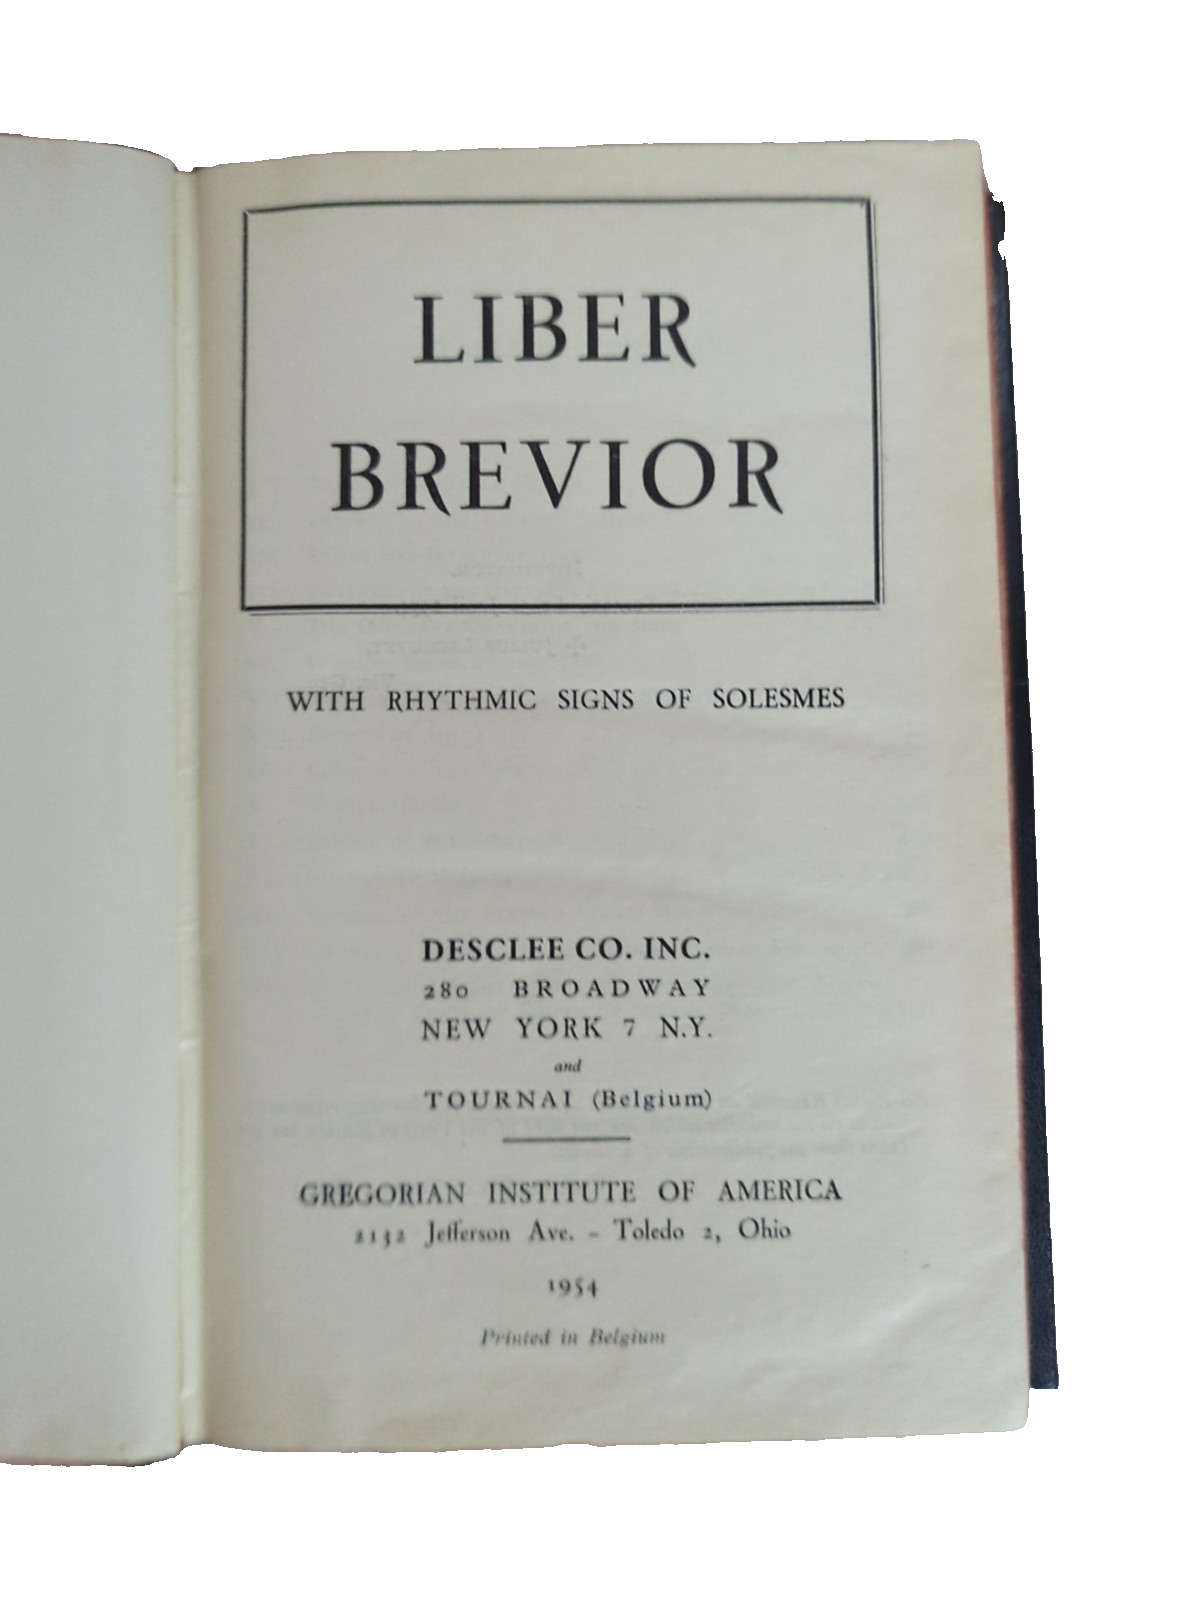 LIBER
BREVIOR
WITH RHYTHMIC SIGNS OF SOLESMES
DESCLEE CO. INC.
280 BROADWAY
NEW YORK 7 N.Y.
and
TOURNAI (Belgium)
GREGORIAN INSTITUTE OF AMERICA
2132 Jefferson Ave. - Toledo 2, Ohio
1954
Printed in Belgium